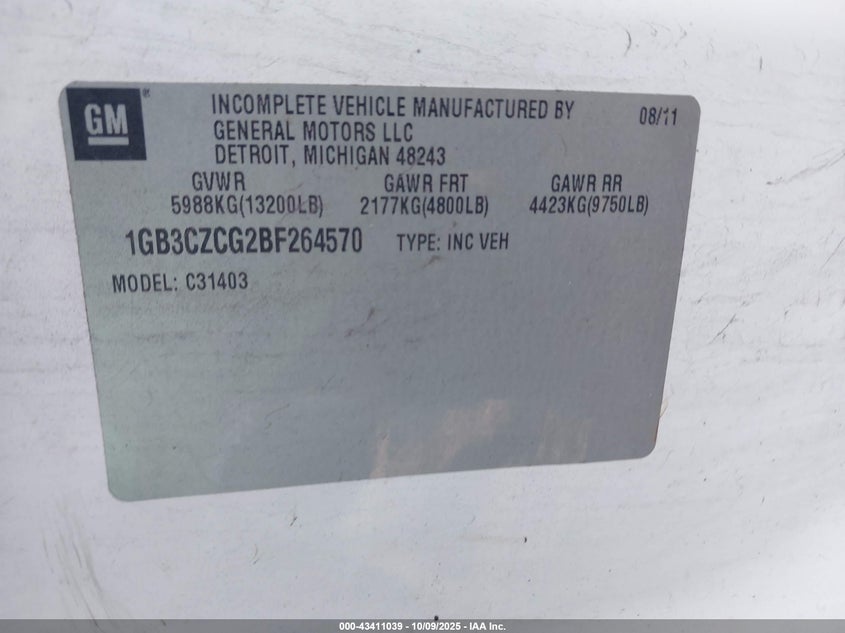 GM®
INCOMPLETE VEHICLE MANUFACTURED BY
08/11
GENERAL MOTORS LLC
DETROIT, MICHIGAN 48243
GVWR GAWR FRT GAWR RR
5988KG(13200LB) 2177KG(4800LB) 4423KG(9750LB)
1GB3CZCG2BF264570 TYPE: INC VEH
MODEL: C31403
000-43411039 - 10/09/2025 - IAA Inc.